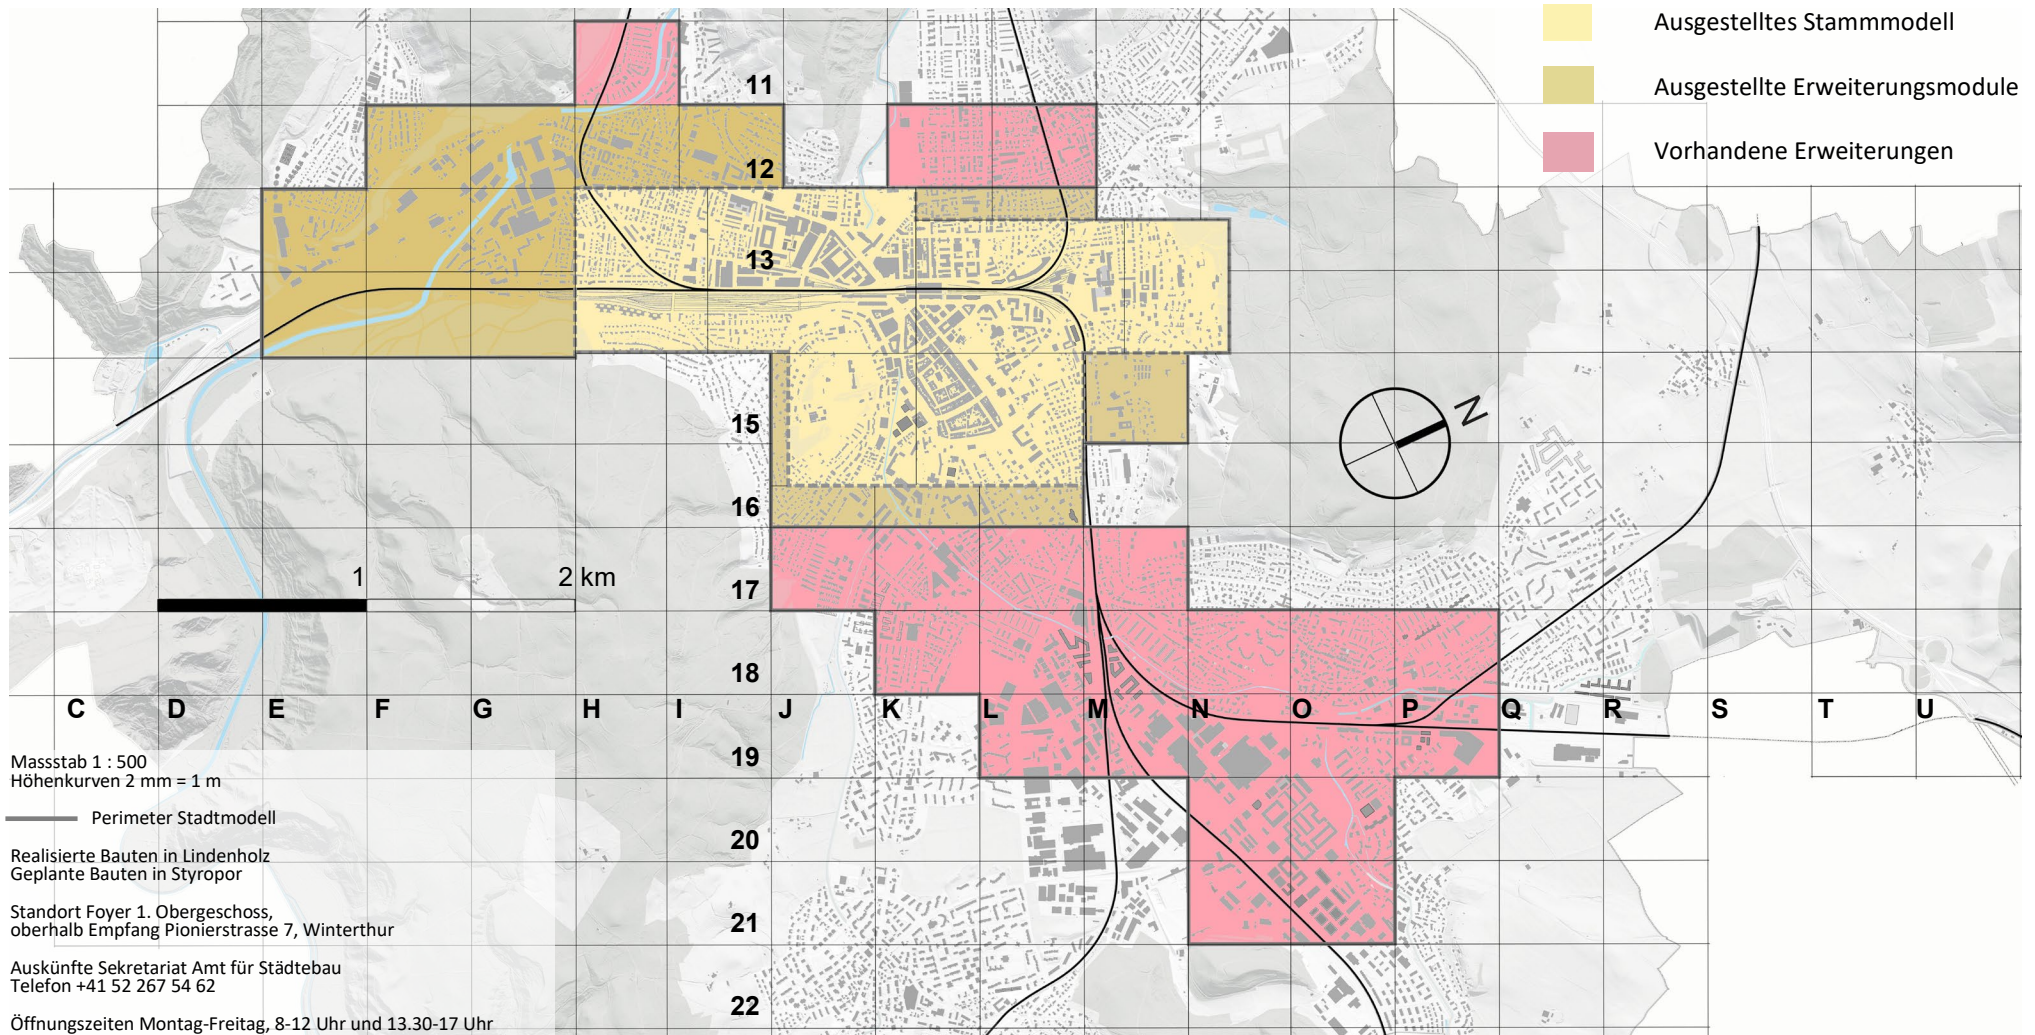 Ausgestelltes Stammmodell
Ausgestellte Erweiterungsmodule
Vorhandene Erweiterungen
11
12
13
15
16
17
18
19
20
21
22
N
1
2 km
C D E F G H I J K L M N O P Q R S T U
Massstab 1 : 500
Höhenkurven 2 mm = 1 m
Perimeter Stadtmodell
Realisierte Bauten in Lindenholz
Geplante Bauten in Styropor
Standort Foyer 1. Obergeschoss,
oberhalb Empfang Pionierstrasse 7, Winterthur
Auskünfte Sekretariat Amt für Städtebau
Telefon +41 52 267 54 62
Öffnungszeiten Montag-Freitag, 8-12 Uhr und 13.30-17 Uhr